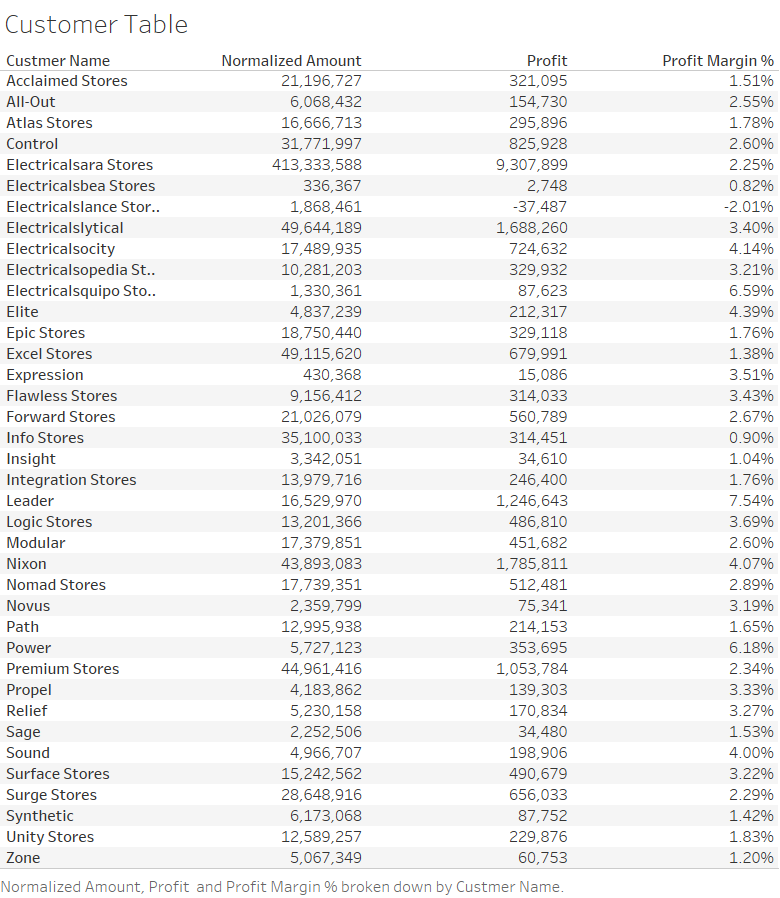 Customer Table
Custmer Name Normalized Amount Profit Profit Margin %
Acclaimed Stores 21,196,727 321,095 1.51%
All-Out 6,068,432 154,730 2.55%
Atlas Stores 16,666,713 295,896 1.78%
Control 31,771,997 825,928 2.60%
Electricalsara Stores 413,333,588 9,307,899 2.25%
Electricalsbea Stores 336,367 2,748 0.82%
Electricalslance Stor.. 1,868,461 -37,487 -2.01%
Electricalslytical 49,644,189 1,688,260 3.40%
Electricalsocity 17,489,935 724,632 4.14%
Electricalsopedia St.. 10,281,203 329,932 3.21%
Electricalsquipo Sto.. 1,330,361 87,623 6.59%
Elite 4,837,239 212,317 4.39%
Epic Stores 18,750,440 329,118 1.76%
Excel Stores 49,115,620 679,991 1.38%
Expression 430,368 15,086 3.51%
Flawless Stores 9,156,412 314,033 3.43%
Forward Stores 21,026,079 560,789 2.67%
Info Stores 35,100,033 314,451 0.90%
Insight 3,342,051 34,610 1.04%
Integration Stores 13,979,716 246,400 1.76%
Leader 16,529,970 1,246,643 7.54%
Logic Stores 13,201,366 486,810 3.69%
Modular 17,379,851 451,682 2.60%
Nixon 43,893,083 1,785,811 4.07%
Nomad Stores 17,739,351 512,481 2.89%
Novus 2,359,799 75,341 3.19%
Path 12,995,938 214,153 1.65%
Power 5,727,123 353,695 6.18%
Premium Stores 44,961,416 1,053,784 2.34%
Propel 4,183,862 139,303 3.33%
Relief 5,230,158 170,834 3.27%
Sage 2,252,506 34,480 1.53%
Sound 4,966,707 198,906 4.00%
Surface Stores 15,242,562 490,679 3.22%
Surge Stores 28,648,916 656,033 2.29%
Synthetic 6,173,068 87,752 1.42%
Unity Stores 12,589,257 229,876 1.83%
Zone 5,067,349 60,753 1.20%
Normalized Amount, Profit and Profit Margin % broken down by Custmer Name.